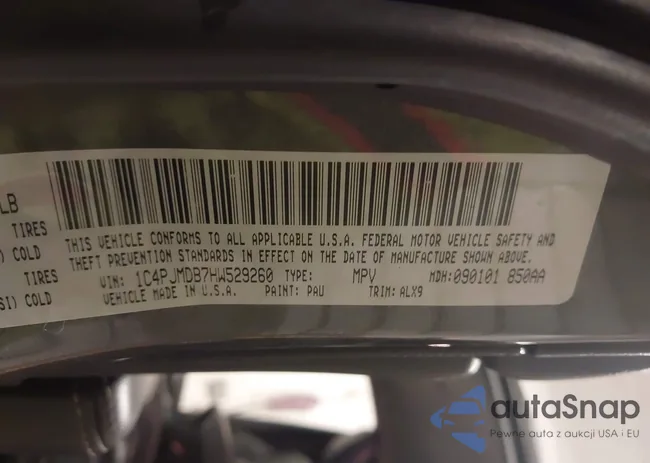 LB
TIRES
COLD
TIRES
SI) COLD
THIS VEHICLE CONFORMS TO ALL APPLICABLE U.S.A. FEDERAL MOTOR VEHICLE SAFETY AND
THEFT PREVENTION STANDARDS IN EFFECT ON THE DATE OF MANUFACTURE SHOWN ABOVE.
VIN: 1C4PJMDB7HW529260 TYPE: MPV MDH:090101 850AA
VEHICLE MADE IN U.S.A. PAINT: PAU TRIM: ALX9
autaSnap
Pewne auta z aukcji USA i EU